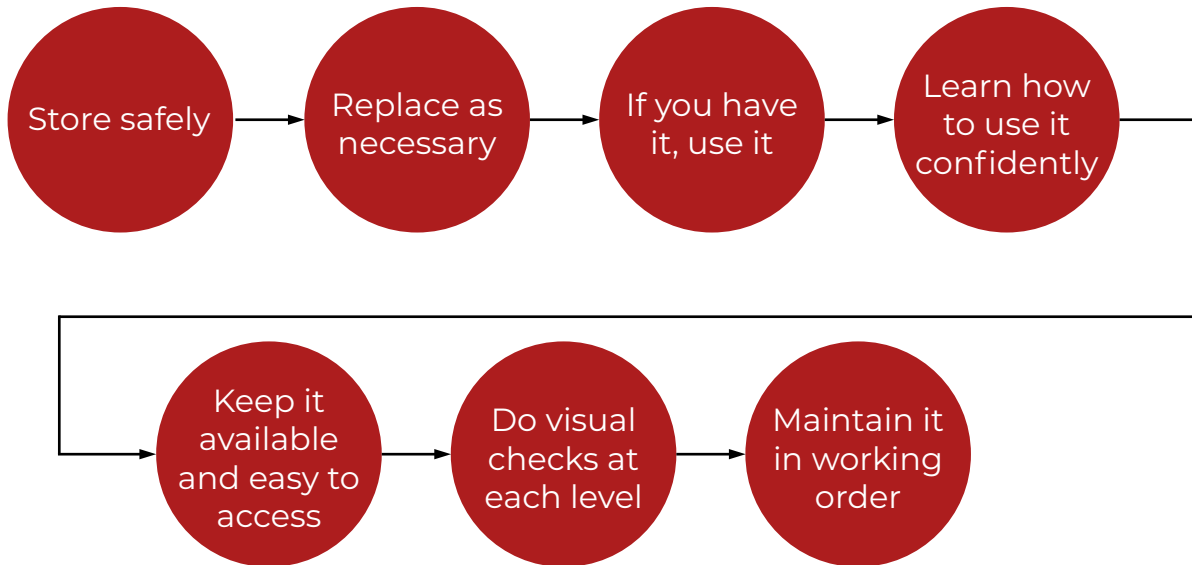 Store safely
Replace as
necessary
If you have
it, use it
Learn how
to use it
confidently
Keep it
available
and easy to
access
Do visual
checks at
each level
Maintain it
in working
order